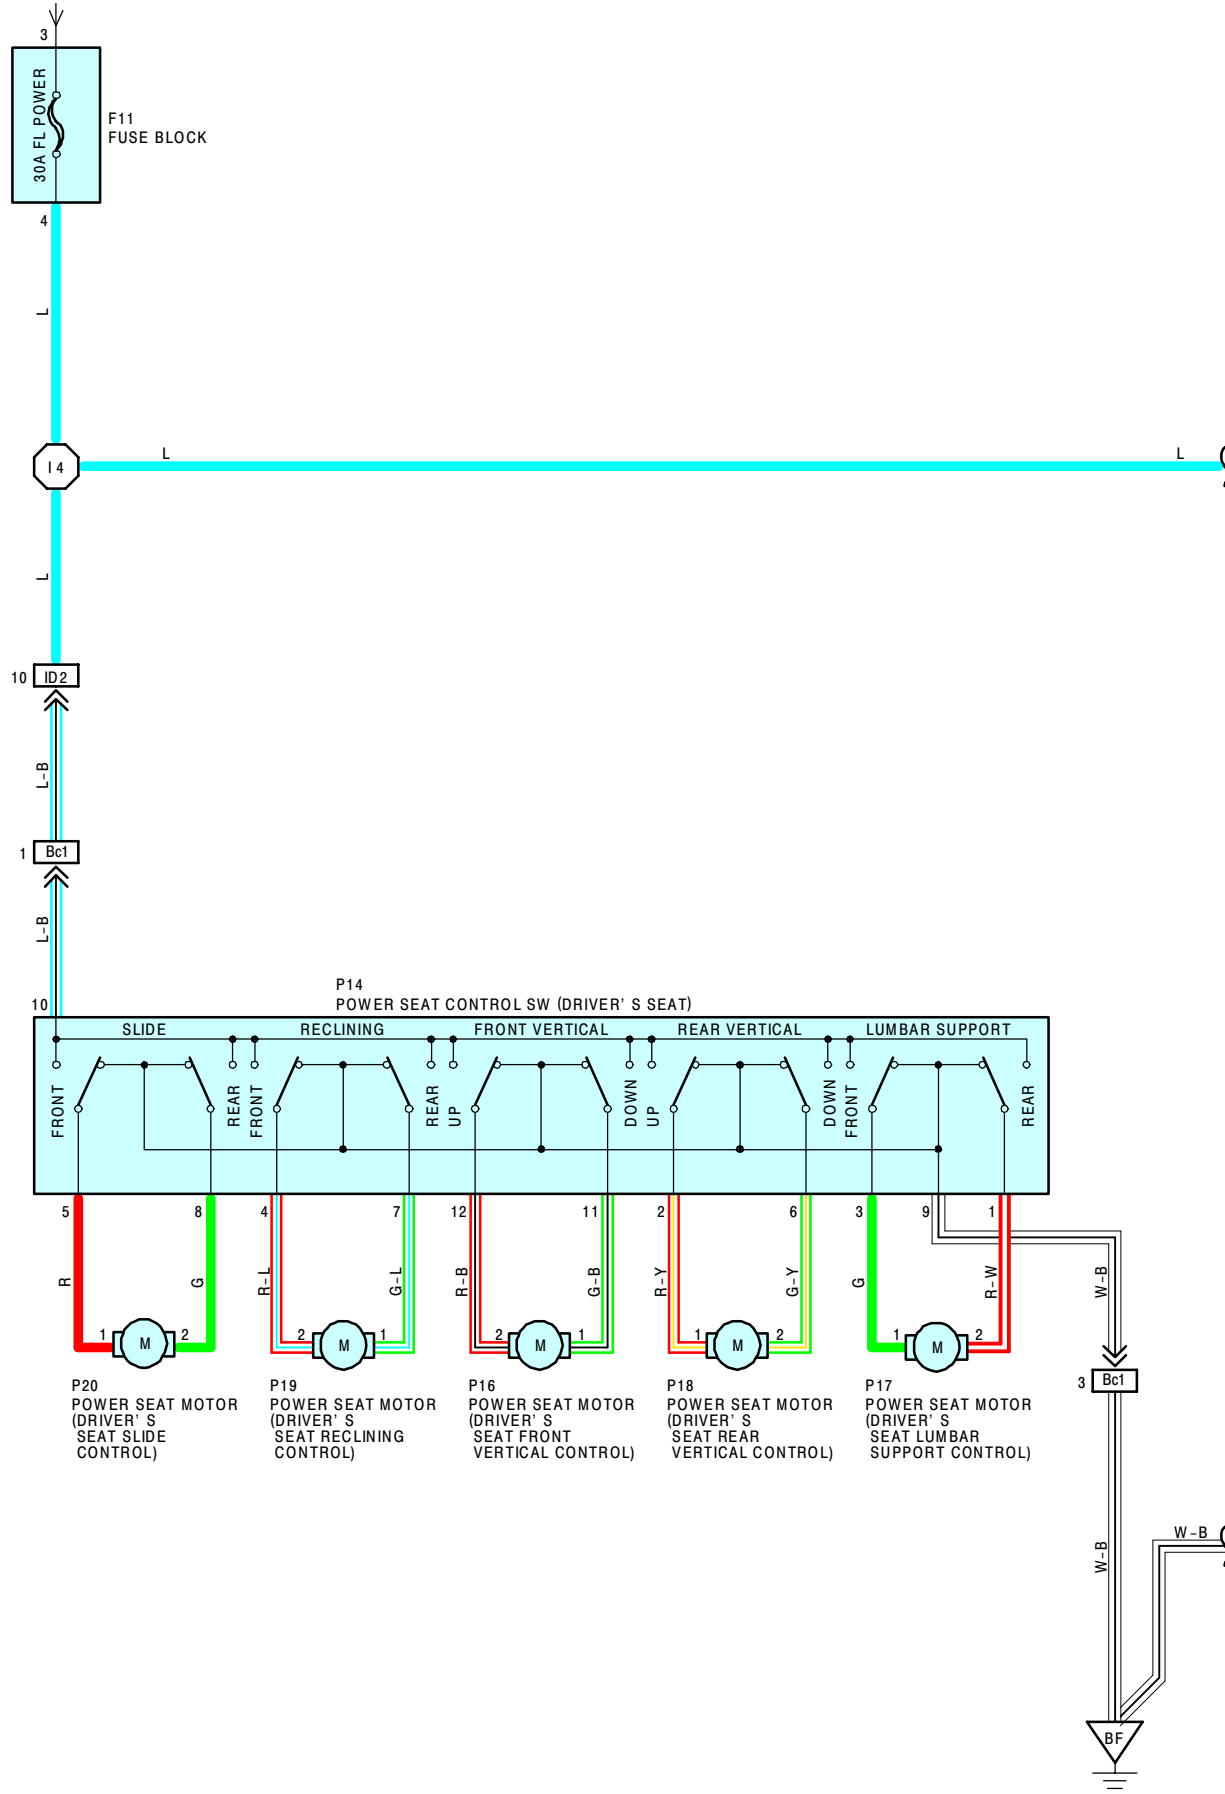 3
30A FL POWER
F11
FUSE BLOCK
4
L
I4
L
L
L
10
ID2
L-B
1
Bc1
L-B
P14
10
POWER SEAT CONTROL SW (DRIVER' S SEAT)
SLIDE
RECLINING
FRONT VERTICAL
REAR VERTICAL
LUMBAR SUPPORT
FRONT
REAR
FRONT
REAR
UP
DOWN
UP
DOWN
FRONT
REAR
5
8
4
7
12
11
2
6
3
9
1
R
G
R-L
G-L
R-B
G-B
R-Y
G-Y
G
R-W
W-B
1
M
2
2
M
1
2
M
1
1
M
2
1
M
2
3
Bc1
P20
POWER SEAT MOTOR
(DRIVER' S
SEAT SLIDE
CONTROL)
P19
POWER SEAT MOTOR
(DRIVER' S
SEAT RECLINING
CONTROL)
P16
POWER SEAT MOTOR
(DRIVER' S
SEAT FRONT
VERTICAL CONTROL)
P18
POWER SEAT MOTOR
(DRIVER' S
SEAT REAR
VERTICAL CONTROL)
P17
POWER SEAT MOTOR
(DRIVER' S
SEAT LUMBAR
SUPPORT CONTROL)
W-B
W-B
BF